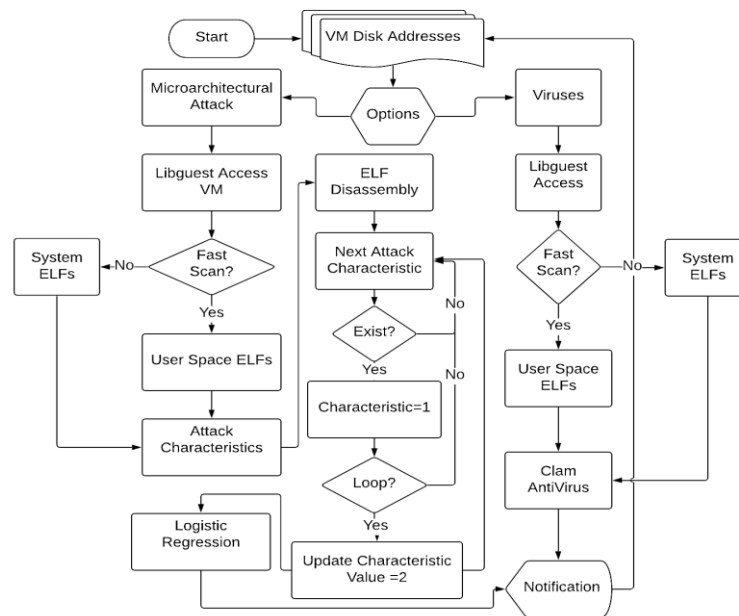 Start
VM Disk Addresses
Microarchitectural
Attack
Options
Viruses
Libguest Access
VM
ELF
Disassembly
Libguest
Access
System
ELFs
No
Fast
Scan?
Next Attack
Characteristic
Fast
Scan?
No
System
ELFs
Yes
No
Exist?
Yes
Yes
User Space ELFs
No
User Space
ELFs
Characteristic=1
Attack
Characteristics
Loop?
Clam
AntiVirus
Yes
Logistic
Regression
Update Characteristic
Value =2
Notification